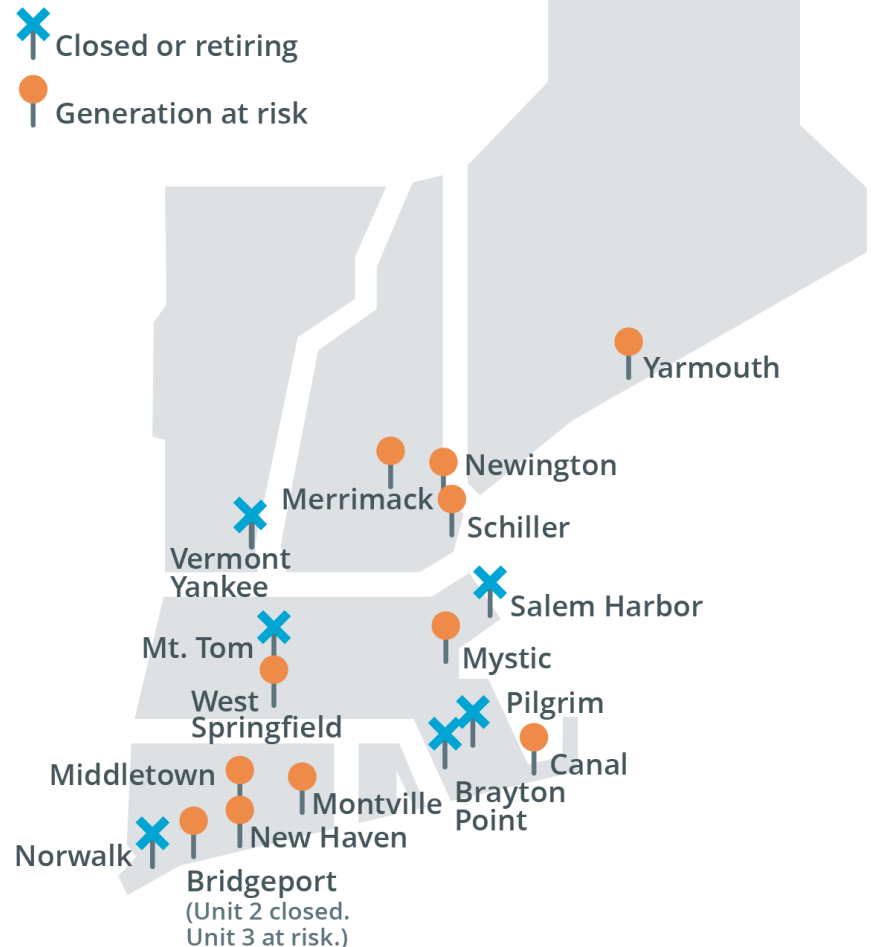 Closed or retiring
Generation at risk
Yarmouth
Newington
Merrimack
Schiller
Vermont
Yankee
Salem Harbor
Mt. Tom
Mystic
West
Springfield
Pilgrim
Canal
Middletown
Brayton
Point
Montville
New Haven
Norwalk
Bridgeport
(Unit 2 closed.
Unit 3 at risk.)